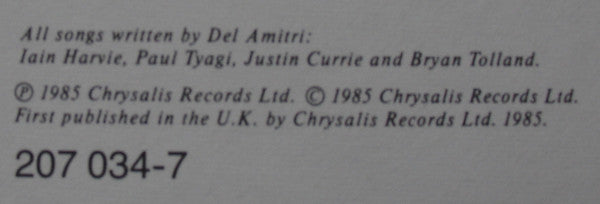 All songs written by Del Amitri:
Iain Harvie, Paul Tyagi, Justin Currie and Bryan Tolland.
℗ 1985 Chrysalis Records Ltd. © 1985 Chrysalis Records Ltd.
First published in the U.K. by Chrysalis Records Ltd. 1985.
207 034-7